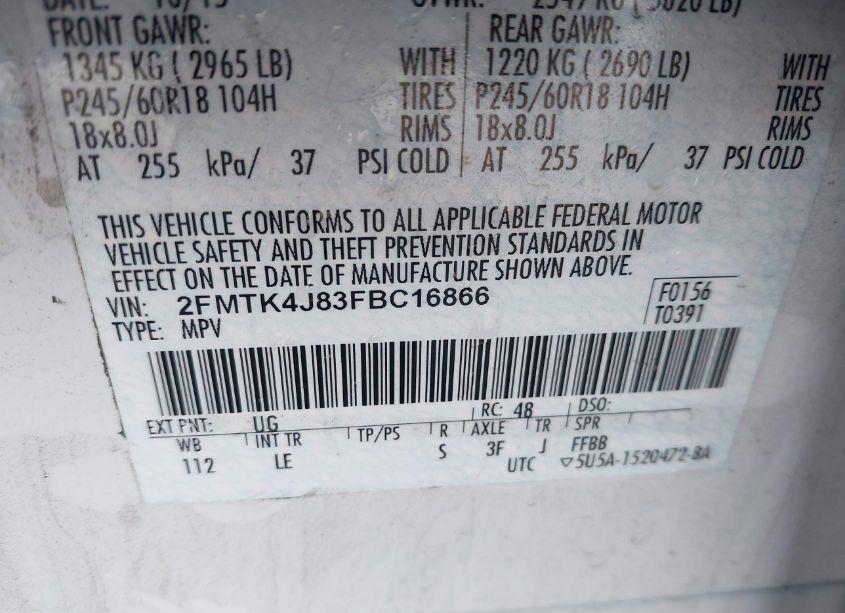 DATE: 10/15
FRONT GAWR: REAR GAWR:
1345 KG ( 2965 LB) WITH 1220 KG ( 2690 LB) WITH
P245/60R18 104H TIRES P245/60R18 104H TIRES
18x8.0J RIMS 18x8.0J RIMS
AT 255 kPa/ 37 PSI COLD AT 255 kPa/ 37 PSI COLD
THIS VEHICLE CONFORMS TO ALL APPLICABLE FEDERAL MOTOR
VEHICLE SAFETY AND THEFT PREVENTION STANDARDS IN
EFFECT ON THE DATE OF MANUFACTURE SHOWN ABOVE.
VIN: 2FMTK4J83FBC16866 F0156
TYPE: MPV T0391
EXT PNT: UG RC: 48 DSO:
WB INT TR TP/PS R AXLE TR SPR
112 LE S 3F J FFBB
UTC ▽5U5A-1520472-BA